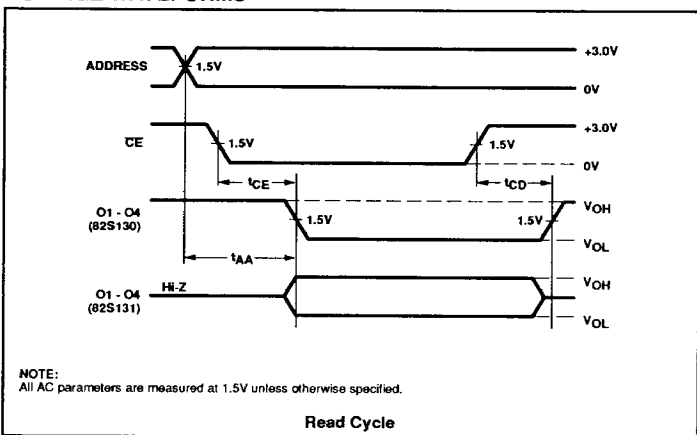 ADDRESS
1.5V
+3.0V
0V
CE
1.5V
1.5V
+3.0V
0V
tCE
tCD
O1 - O4
(82S130)
1.5V
1.5V
VOH
VOL
tAA
O1 - O4
(82S131)
Hi-Z
VOH
VOL
NOTE:
All AC parameters are measured at 1.5V unless otherwise specified.
Read Cycle